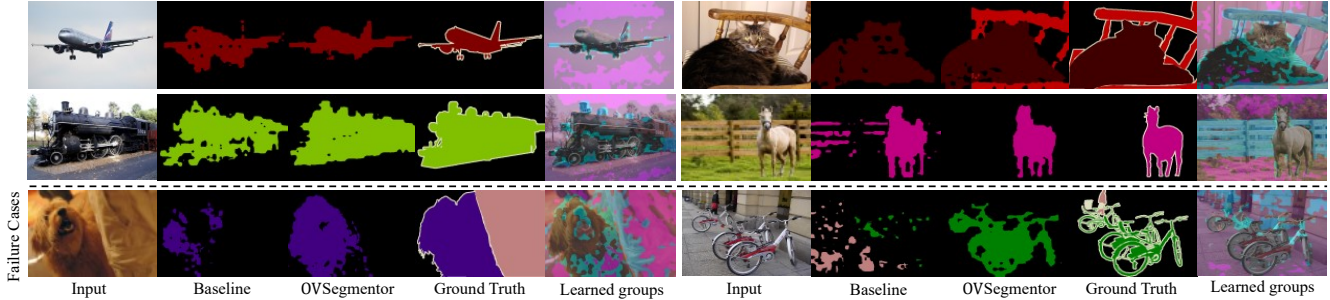 Failure Cases
Input Baseline OVSegmentor Ground Truth Learned groups Input Baseline OVSegmentor Ground Truth Learned groups